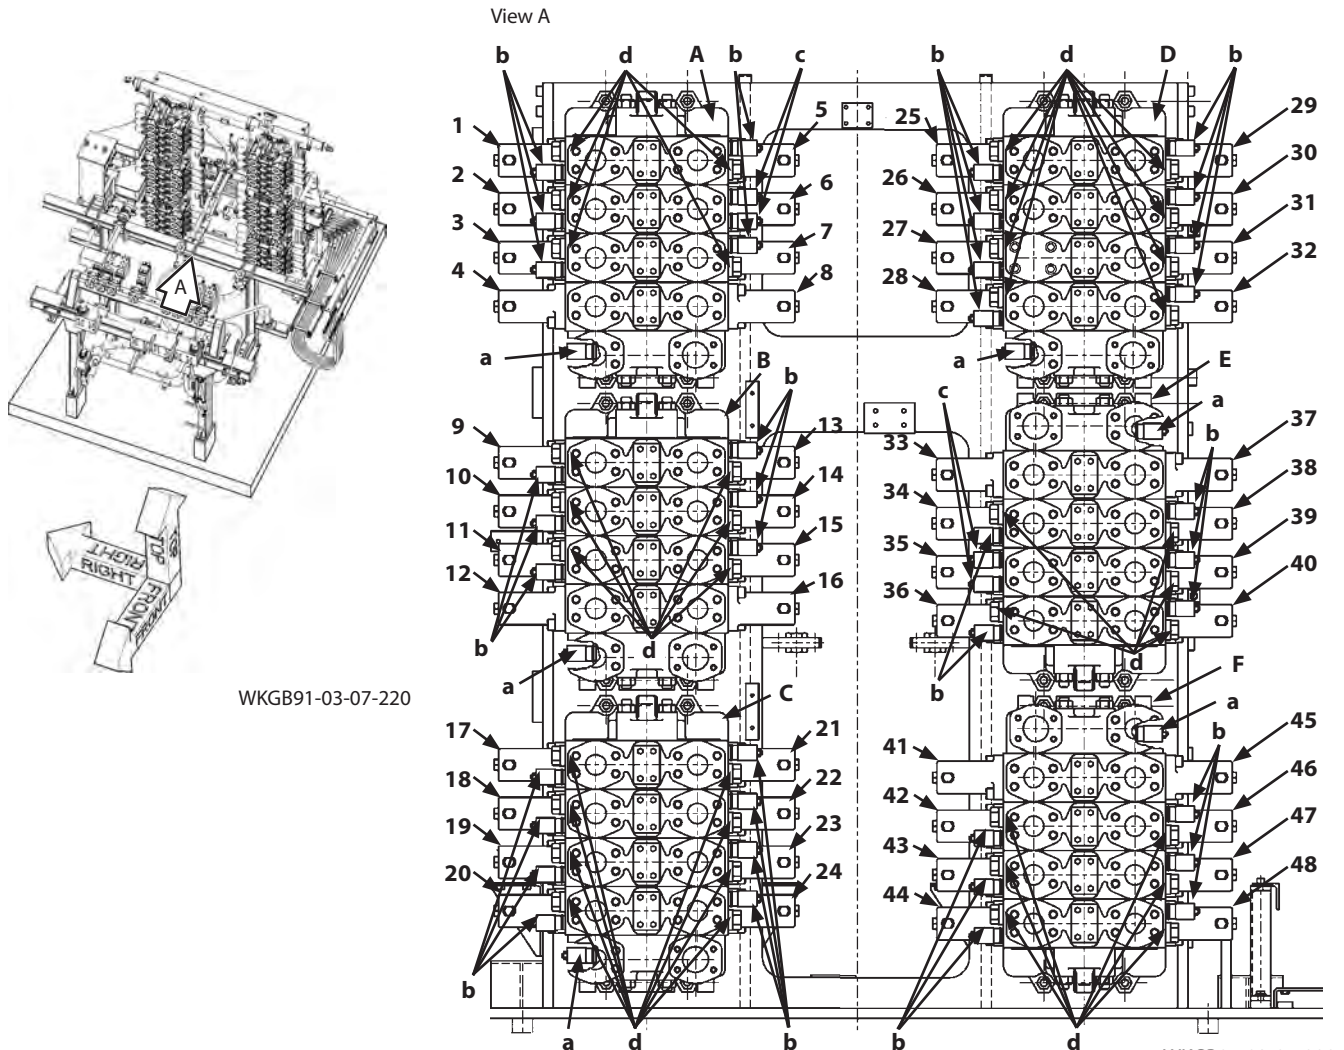 View A
b d A b c
b d D b
1 5 25 29
2 6 26 30
3 7 27 31
4 8 28 32
A
a a
B b E
c a
9 13 33 b 37
10 14 34 38
11 15 35 39
12 16 36 40
b d d
a b
RIGHT
TOP
RIGHT
FRONT
WKGB91-03-07-220
C F
a
17 21 41 b 45
18 22 42 46
19 23 43 47
20 24 44 48
b
a d b b d